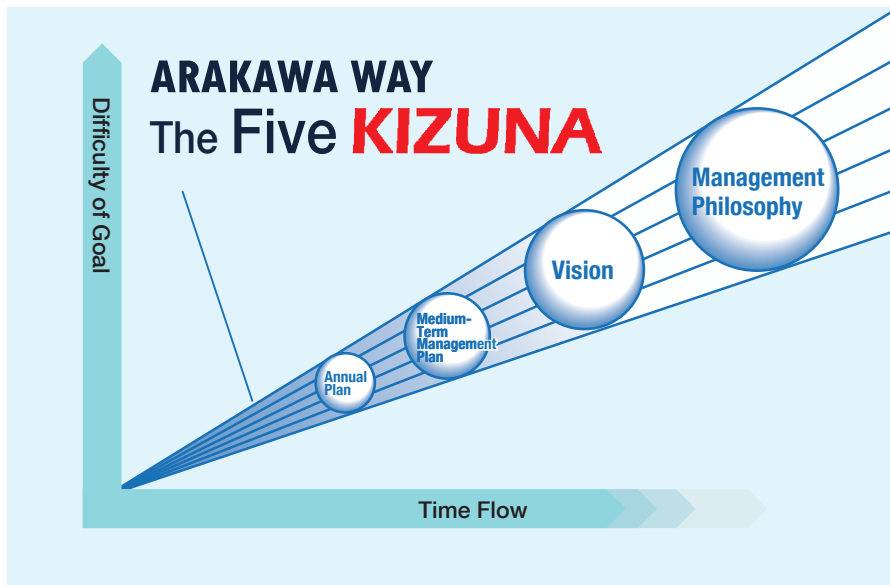 ARAKAWA WAY
The Five KIZUNA
Difficulty of Goal
Management
Philosophy
Vision
Medium-
Term
Management
Plan
Annual
Plan
Time Flow